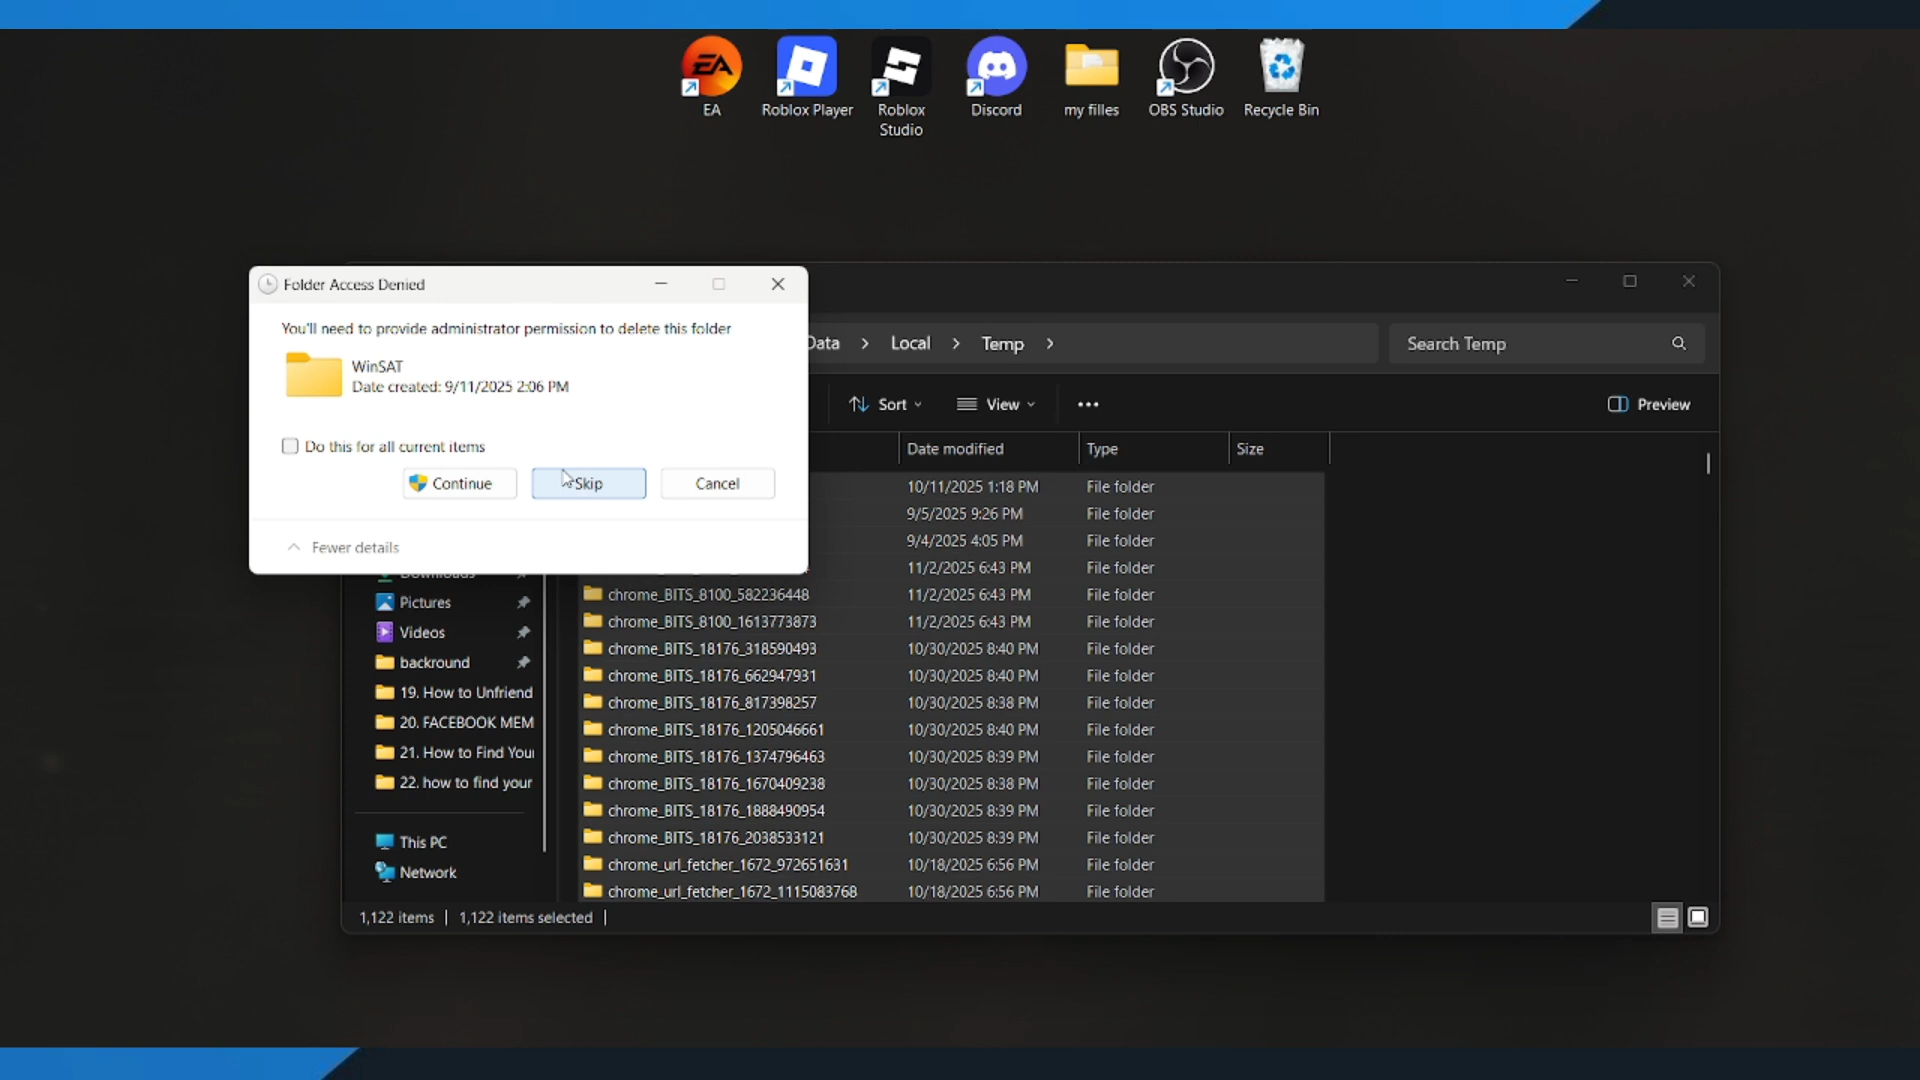 EA
EA
Roblox Player
Roblox
Studio
Discord
my filles
OBS Studio
Recycle Bin
Folder Access Denied
You'll need to provide administrator permission to delete this folder
WinSAT
Date created: 9/11/2025 2:06 PM
Do this for all current items
Continue
Skip
Cancel
Fewer details
Data > Local > Temp >
Search Temp
Sort
View
Preview
Date modified
Type
Size
10/11/2025 1:18 PM File folder
9/5/2025 9:26 PM File folder
9/4/2025 4:05 PM File folder
11/2/2025 6:43 PM File folder
chrome_BITS_8100_582236448 11/2/2025 6:43 PM File folder
chrome_BITS_8100_1613773873 11/2/2025 6:43 PM File folder
chrome_BITS_18176_318590493 10/30/2025 8:40 PM File folder
chrome_BITS_18176_662947931 10/30/2025 8:40 PM File folder
chrome_BITS_18176_817398257 10/30/2025 8:38 PM File folder
chrome_BITS_18176_1205046661 10/30/2025 8:40 PM File folder
chrome_BITS_18176_1374796463 10/30/2025 8:39 PM File folder
chrome_BITS_18176_1670409238 10/30/2025 8:38 PM File folder
chrome_BITS_18176_1888490954 10/30/2025 8:39 PM File folder
chrome_BITS_18176_2038533121 10/30/2025 8:39 PM File folder
chrome_url_fetcher_1672_972651631 10/18/2025 6:56 PM File folder
chrome_url_fetcher_1672_1115083768 10/18/2025 6:56 PM File folder
Downloads
Pictures
Videos
backround
19. How to Unfriend
20. FACEBOOK MEM
21. How to Find You
22. how to find your
This PC
Network
1,122 items
1,122 items selected